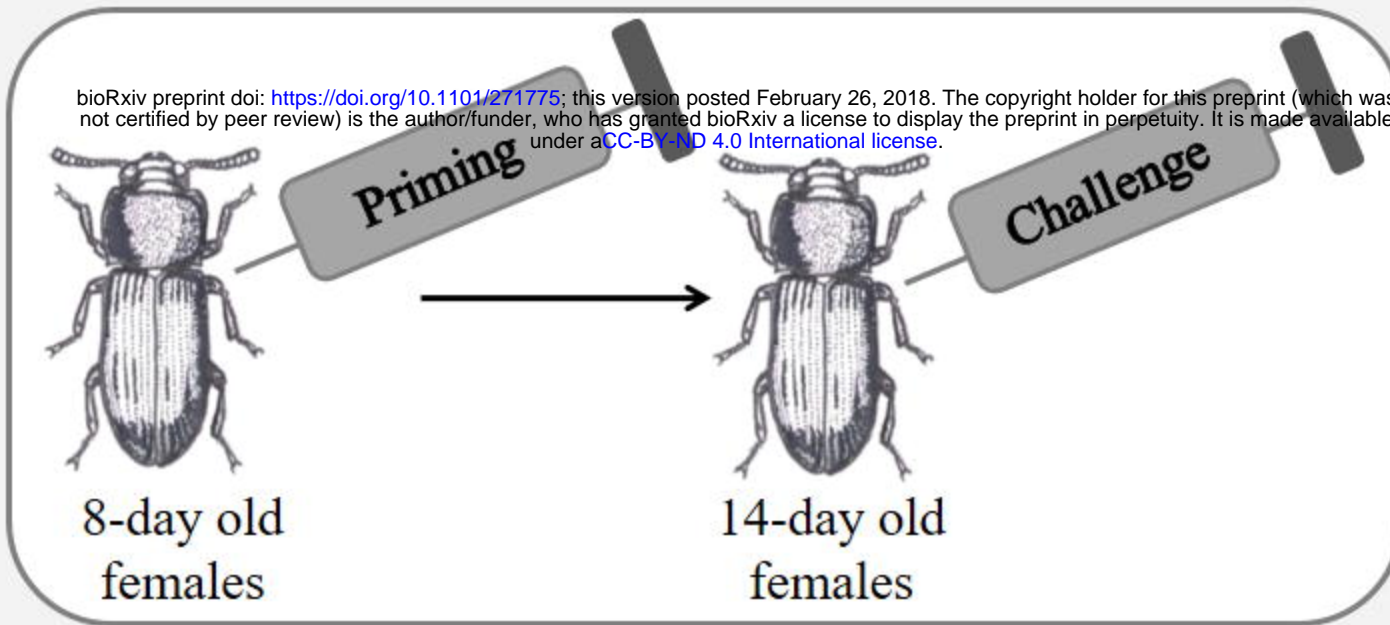 bioRxiv preprint doi: https://doi.org/10.1101/271775; this version posted February 26, 2018. The copyright holder for this preprint (which was
not certified by peer review) is the author/funder, who has granted bioRxiv a license to display the preprint in perpetuity. It is made available
under aCC-BY-ND 4.0 International license.
Priming
Challenge
8-day old
females
14-day old
females